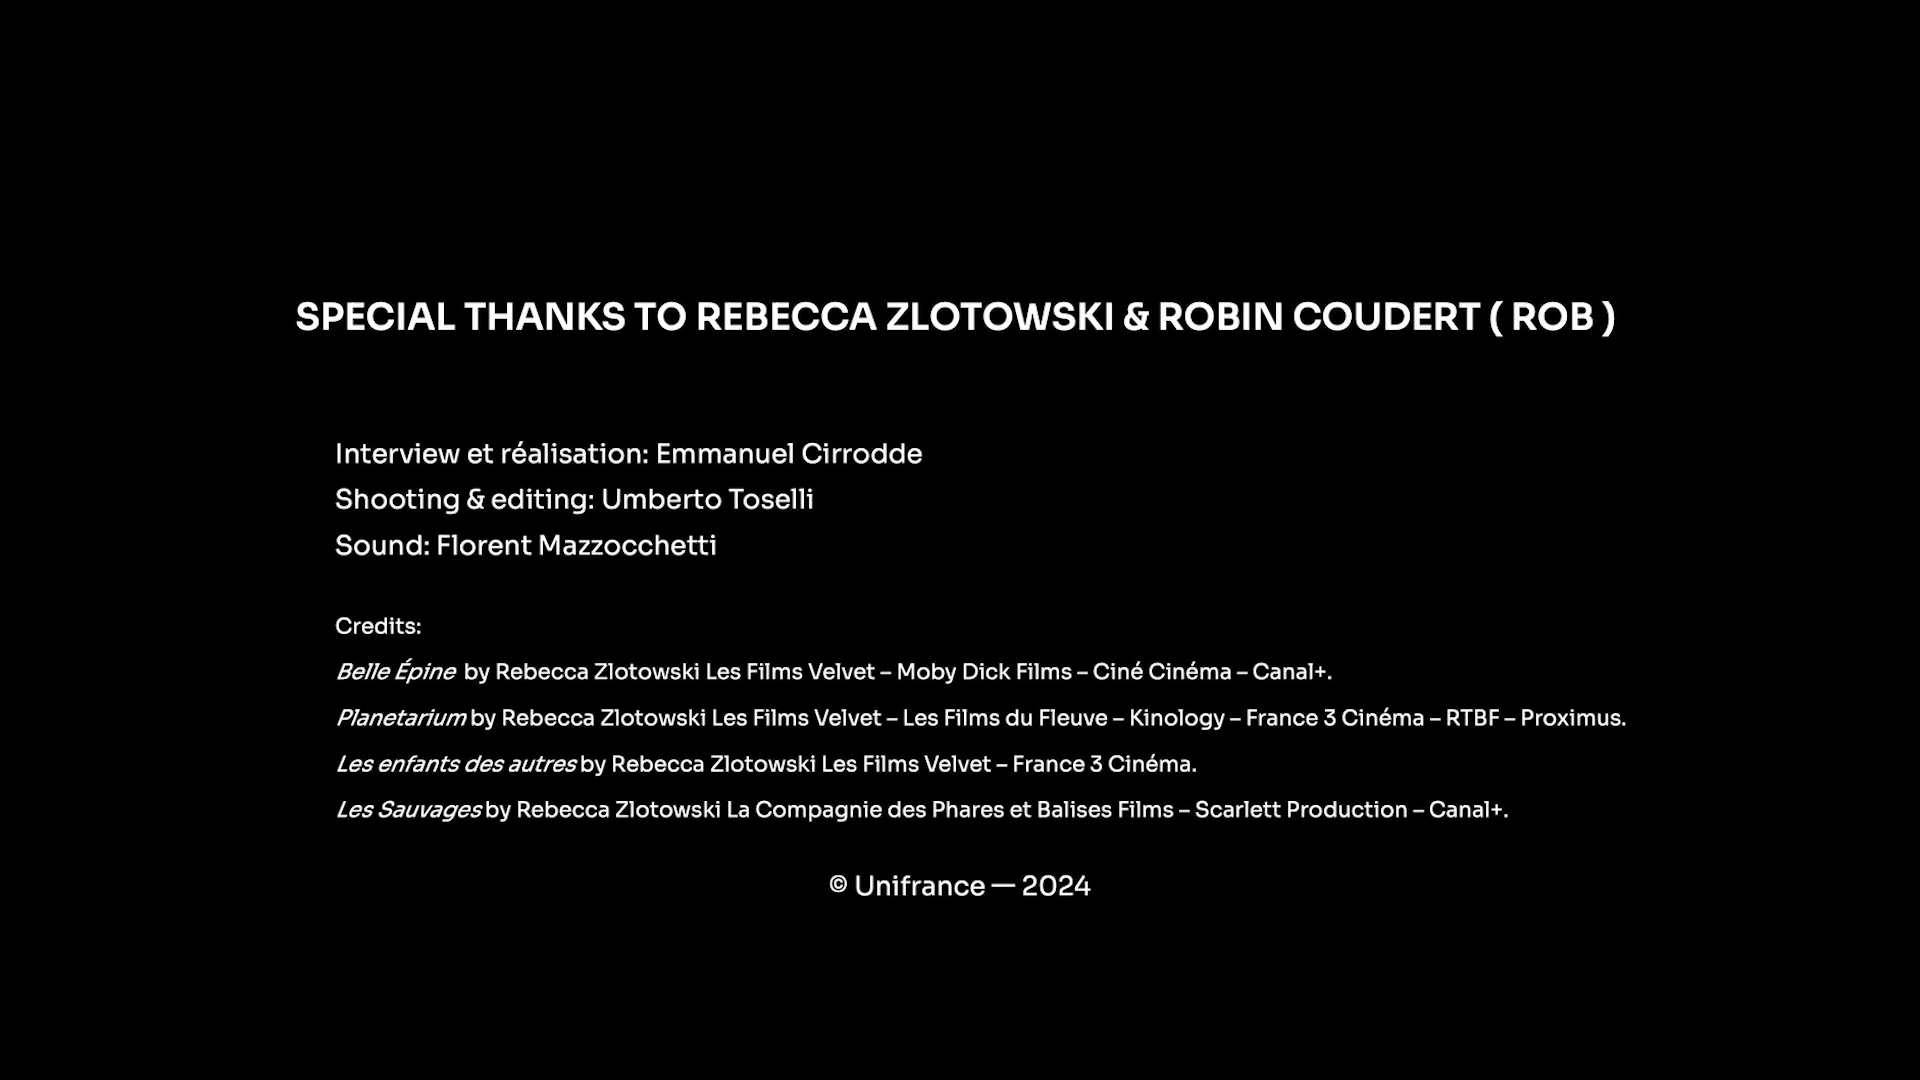 SPECIAL THANKS TO REBECCA ZLOTOWSKI & ROBIN COUDERT ( ROB )
Interview et réalisation: Emmanuel Cirrodde
Shooting & editing: Umberto Toselli
Sound: Florent Mazzocchetti
Credits:
Belle Épine by Rebecca Zlotowski Les Films Velvet – Moby Dick Films – Ciné Cinéma – Canal+.
Planetarium by Rebecca Zlotowski Les Films Velvet – Les Films du Fleuve – Kinology – France 3 Cinéma – RTBF – Proximus.
Les enfants des autres by Rebecca Zlotowski Les Films Velvet – France 3 Cinéma.
Les Sauvages by Rebecca Zlotowski La Compagnie des Phares et Balises Films – Scarlett Production – Canal+.
© Unifrance — 2024